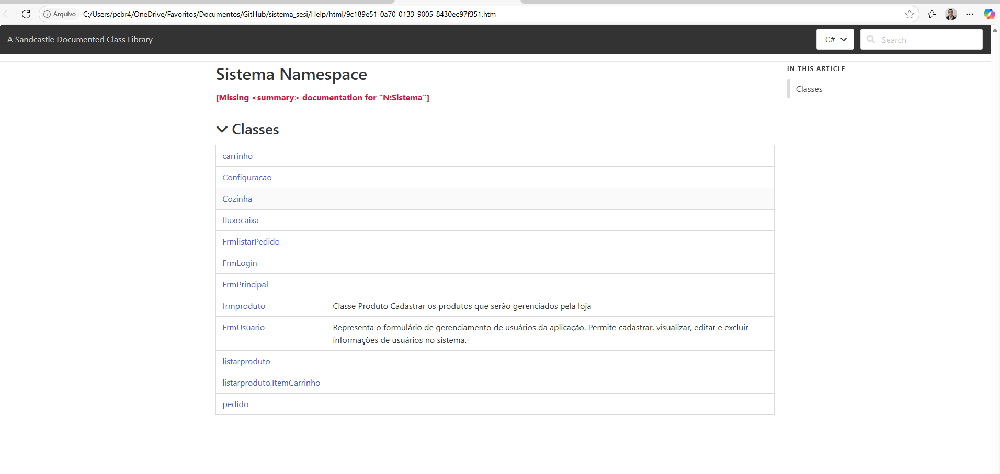 Arquivo C:/Users/pcbr4/OneDrive/Favoritos/Documentos/GitHub/sistema_sesi/Help/html/9c189e51-0a70-0133-9005-8430ee97f351.htm
A Sandcastle Documented Class Library
C#
Search
Sistema Namespace
[Missing <summary> documentation for "N:Sistema"]
Classes
carrinho
Configuracao
Cozinha
fluxocaixa
FrmlistarPedido
FrmLogin
FrmPrincipal
frmproduto Classe Produto Cadastrar os produtos que serão gerenciados pela loja
FrmUsuario Representa o formulário de gerenciamento de usuários da aplicação. Permite cadastrar, visualizar, editar e excluir
informações de usuários no sistema.
listarproduto
listarproduto.ItemCarrinho
pedido
IN THIS ARTICLE
Classes